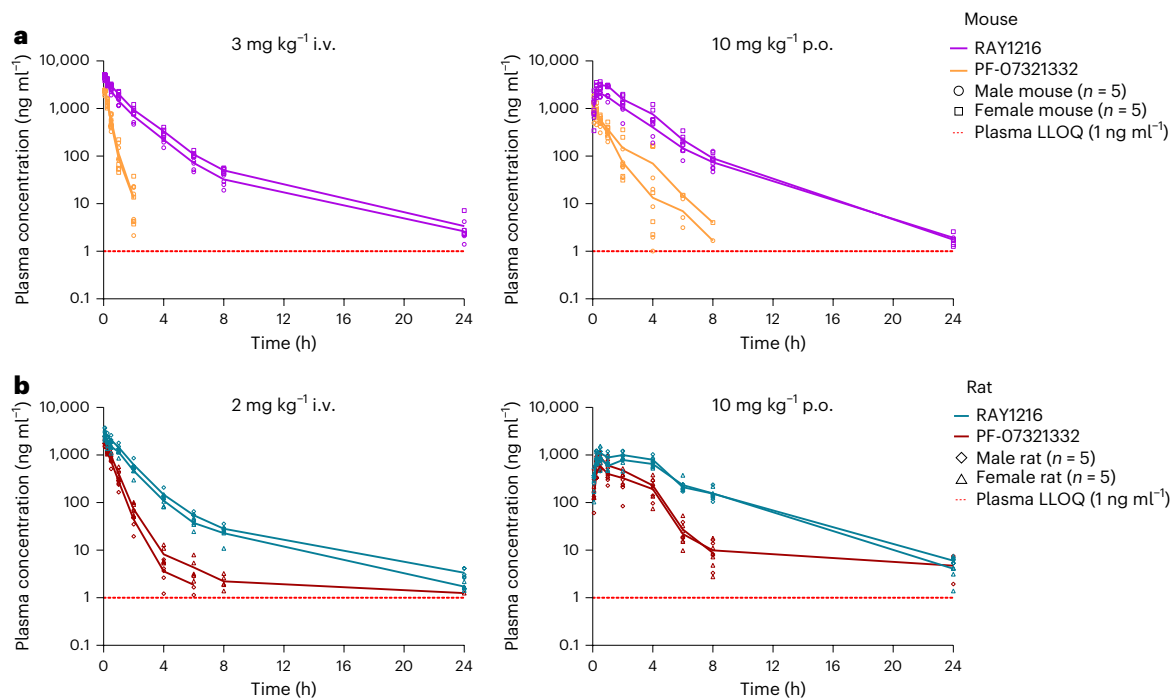 a
3 mg kg⁻¹ i.v.
Plasma concentration (ng ml⁻¹)
10,000
1,000
100
10
1
0.1
0 4 8 12 16 20 24
Time (h)
10 mg kg⁻¹ p.o.
Plasma concentration (ng ml⁻¹)
10,000
1,000
100
10
1
0.1
0 4 8 12 16 20 24
Time (h)
Mouse
RAY1216
PF-07321332
Male mouse (n = 5)
Female mouse (n = 5)
Plasma LLOQ (1 ng ml⁻¹)
b
2 mg kg⁻¹ i.v.
Plasma concentration (ng ml⁻¹)
10,000
1,000
100
10
1
0.1
0 4 8 12 16 20 24
Time (h)
10 mg kg⁻¹ p.o.
Plasma concentration (ng ml⁻¹)
10,000
1,000
100
10
1
0.1
0 4 8 12 16 20 24
Time (h)
Rat
RAY1216
PF-07321332
Male rat (n = 5)
Female rat (n = 5)
Plasma LLOQ (1 ng ml⁻¹)